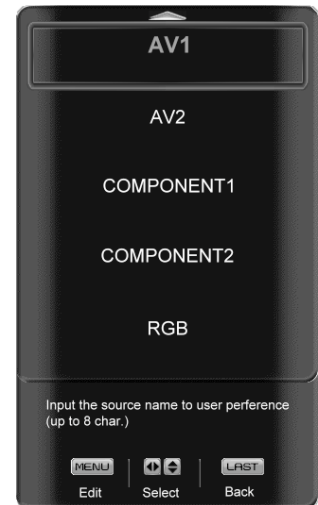 AV1
AV2
COMPONENT1
COMPONENT2
RGB
Input the source name to user perference
(up to 8 char.)
MENU LAST
Edit Select Back